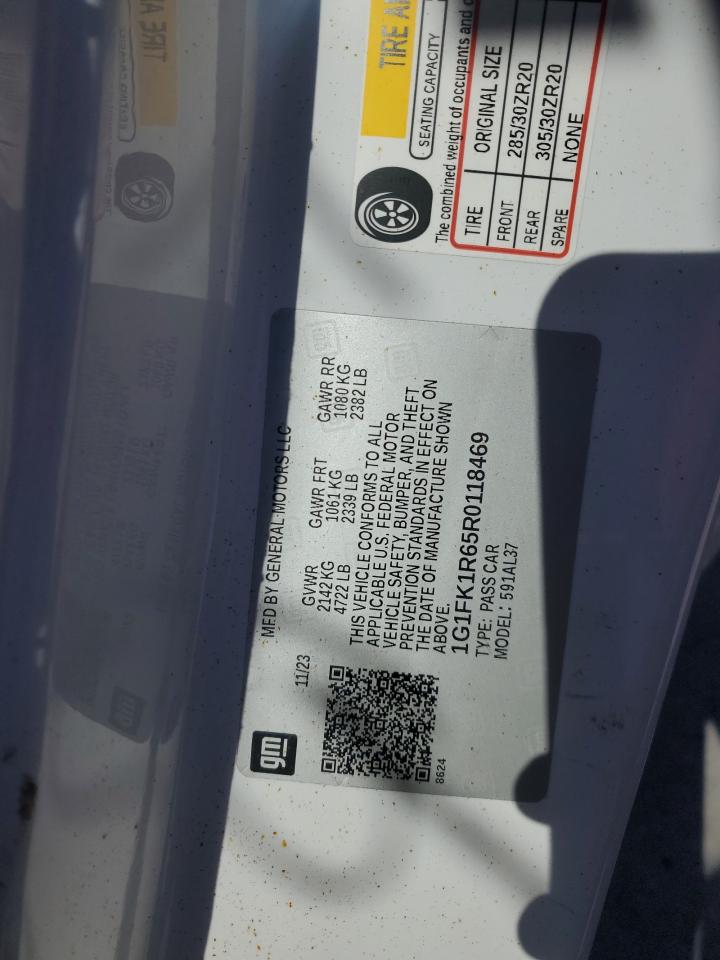 TIRE A
SEATING CAPACITY
The combined weight of occupants and
TIRE ORIGINAL SIZE
FRONT 285/30ZR20
REAR 305/30ZR20
SPARE NONE
gm
MFD BY GENERAL MOTORS LLC
11/23
GVWR GAWR FRT GAWR RR
2142 KG 1061 KG 1080 KG
4722 LB 2339 LB 2382 LB
THIS VEHICLE CONFORMS TO ALL
APPLICABLE U.S. FEDERAL MOTOR
VEHICLE SAFETY, BUMPER, AND THEFT
PREVENTION STANDARDS IN EFFECT ON
THE DATE OF MANUFACTURE SHOWN
ABOVE.
1G1FK1R65R0118469
TYPE: PASS CAR
MODEL: 591AL37
8624